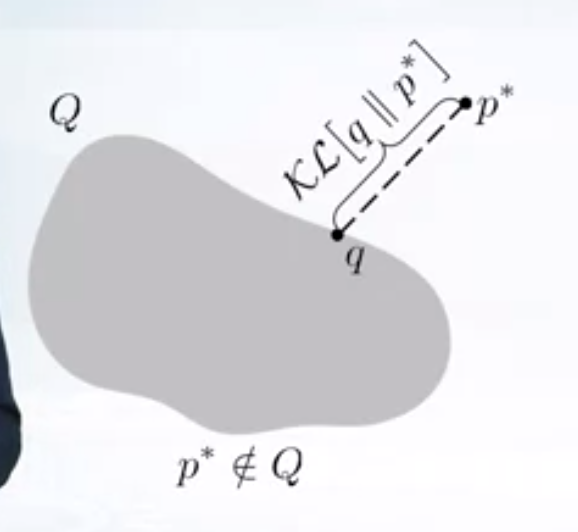 Q
𝒦ℒ[q ∥ p*]
p*
q
p* ∉ Q